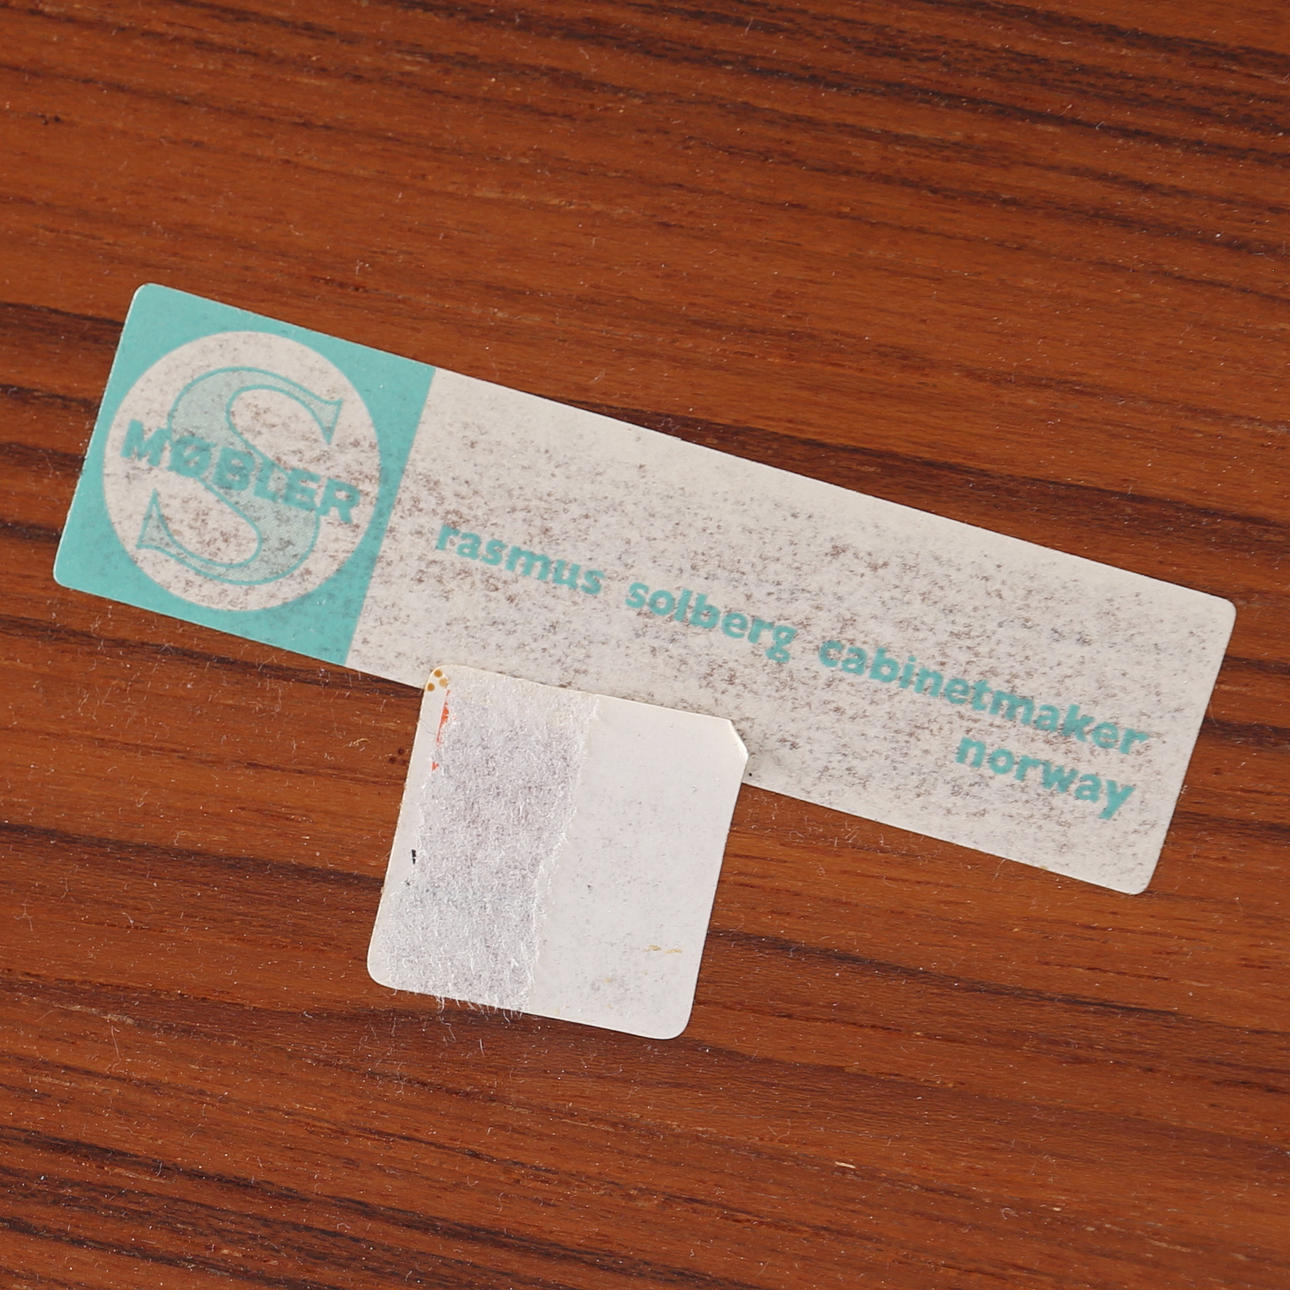 S
MØBLER
rasmus solberg cabinetmaker
norway